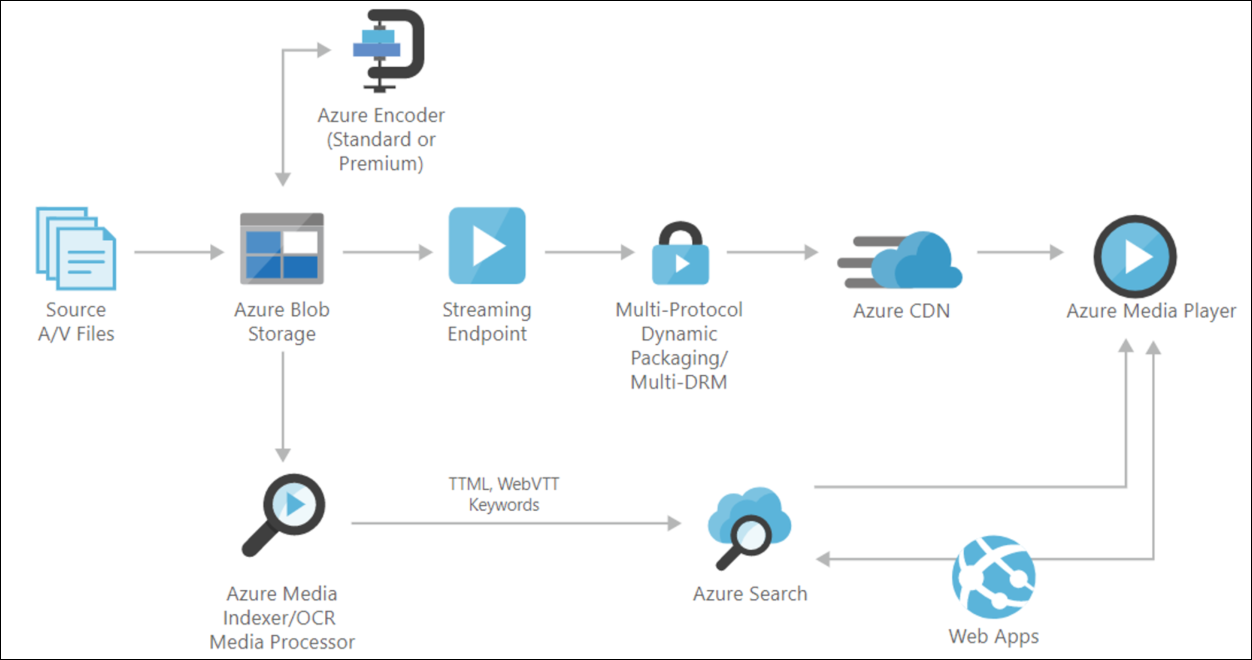 Azure Encoder
(Standard or
Premium)
Source
A/V Files
Azure Blob
Storage
Streaming
Endpoint
Multi-Protocol
Dynamic
Packaging/
Multi-DRM
Azure CDN
Azure Media Player
TTML, WebVTT
Keywords
Azure Media
Indexer/OCR
Media Processor
Azure Search
Web Apps